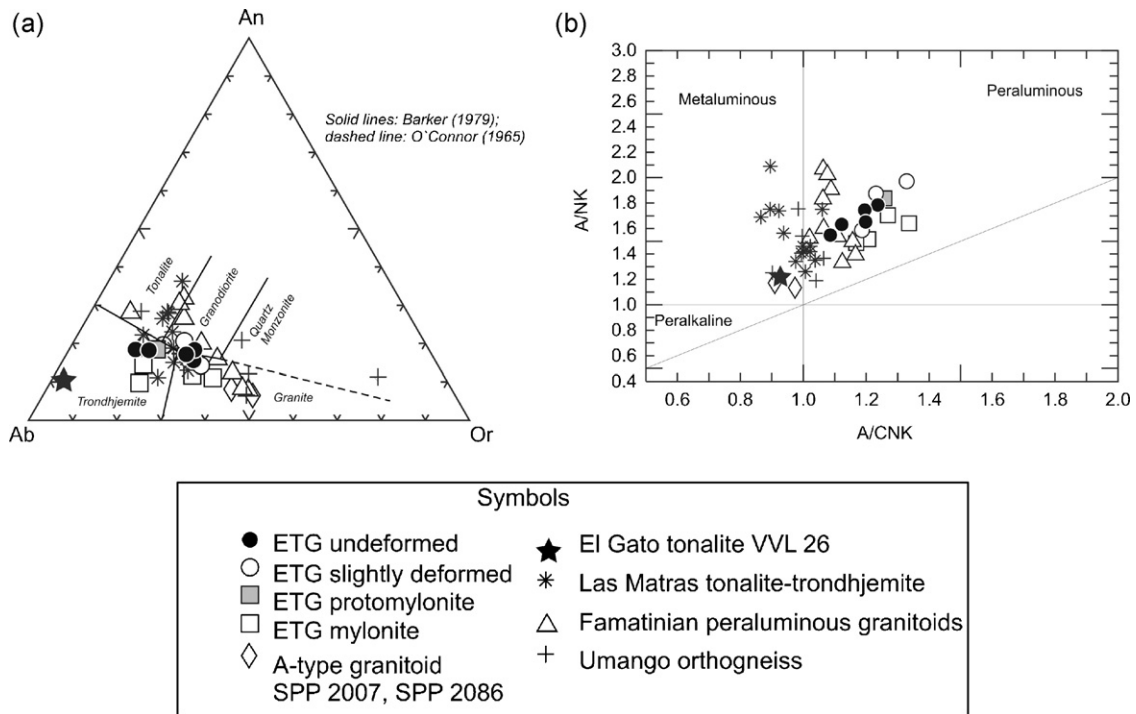 (a)
An
Solid lines: Barker (1979);
dashed line: O`Connor (1965)
Tonalite
Granodiorite
Quartz
Monzonite
Trondhjemite
Granite
Ab
Or
(b)
3.0
2.6
2.2
2.0
1.8
1.6
1.4
1.2
1.0
0.8
0.6
0.4
A/NK
Metaluminous
Peraluminous
Peralkaline
0.6
0.8
1.0
1.2
1.4
1.6
1.8
2.0
A/CNK
Symbols
ETG undeformed
ETG slightly deformed
ETG protomylonite
ETG mylonite
A-type granitoid
SPP 2007, SPP 2086
El Gato tonalite VVL 26
Las Matras tonalite-trondhjemite
Famatinian peraluminous granitoids
Umango orthogneiss